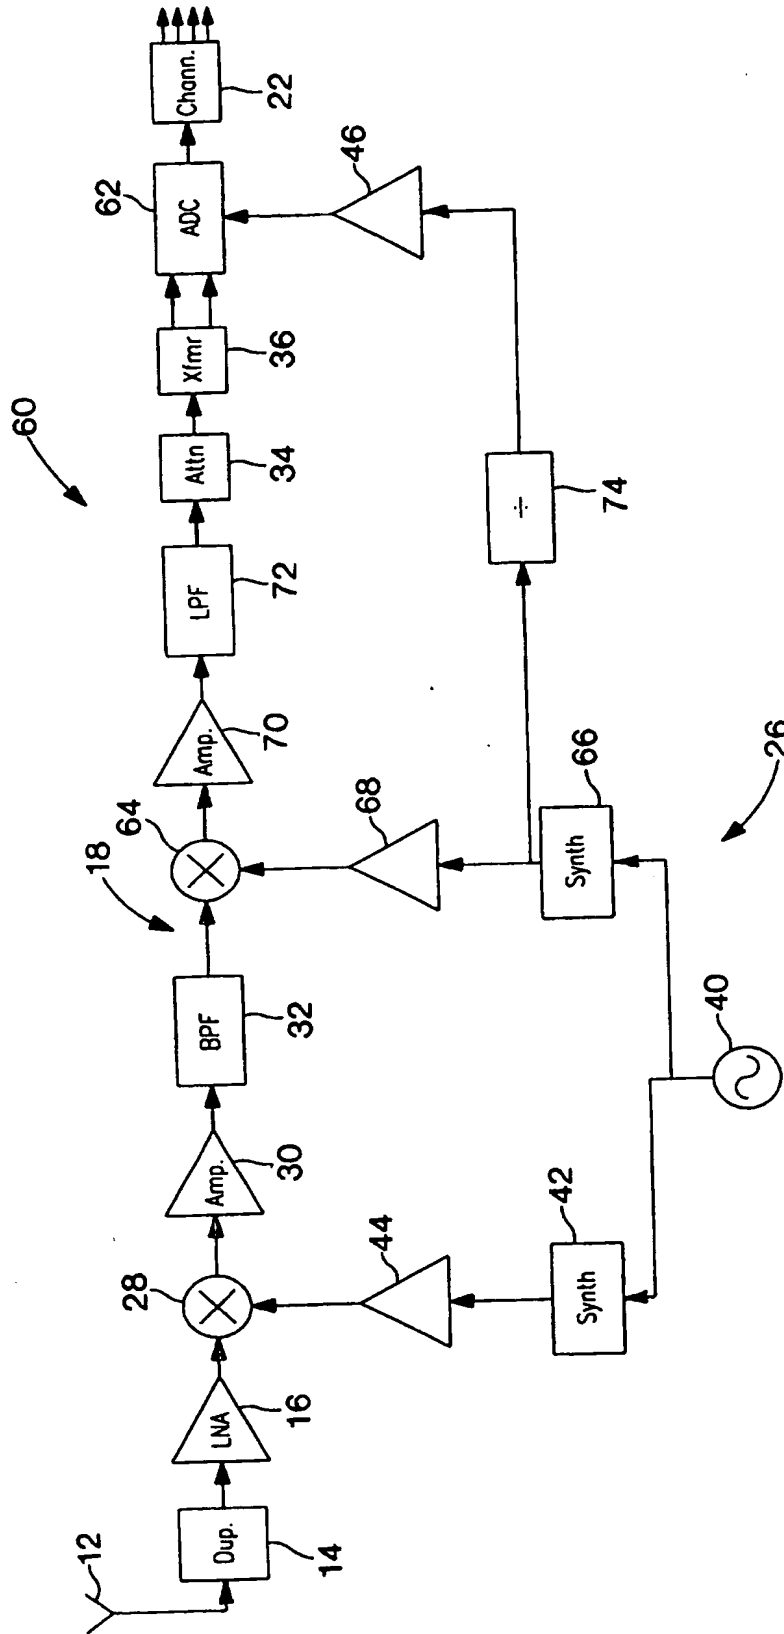 60
12
Dup.
14
LNA
16
28
Amp.
30
18
BPF
32
64
Amp.
70
LPF
72
Attn
34
Xfmr
36
62
ADC
Chann.
22
44
68
46
42
Synth
Synth
66
÷
74
40
26